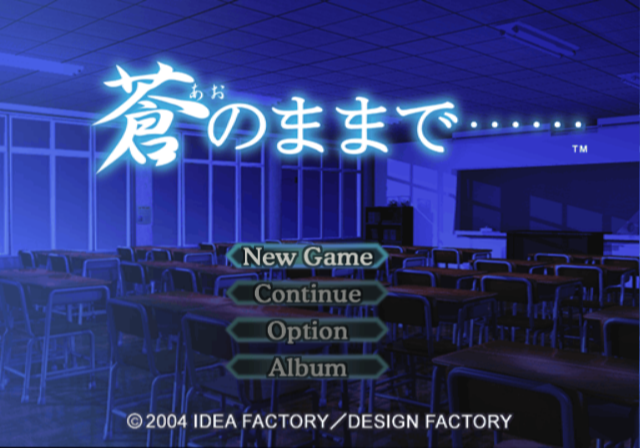 あお
蒼のままで‥‥‥
TM
New Game
Continue
Option
Album
© 2004 IDEA FACTORY／DESIGN FACTORY